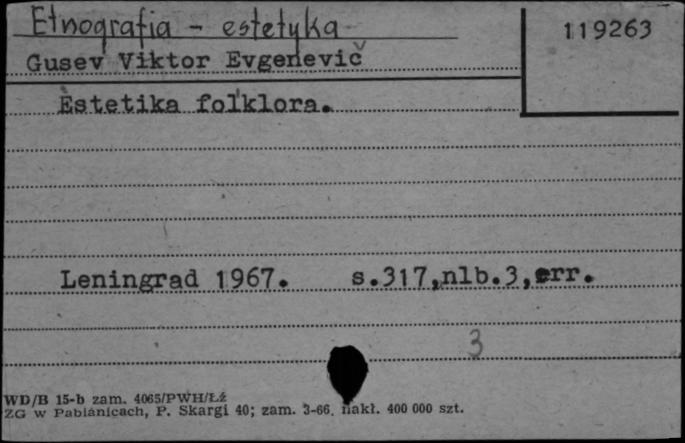 Etnografia - estetyka
119263
Gusev Viktor Evgenevič
Estetika folklora.
Leningrad 1967. s.317,nlb.3,err.
3
WD/B 15-b zam. 4065/PWH/Łź
ZG w Pabianicach, P. Skargi 40; zam. 3-66. nakł. 400 000 szt.